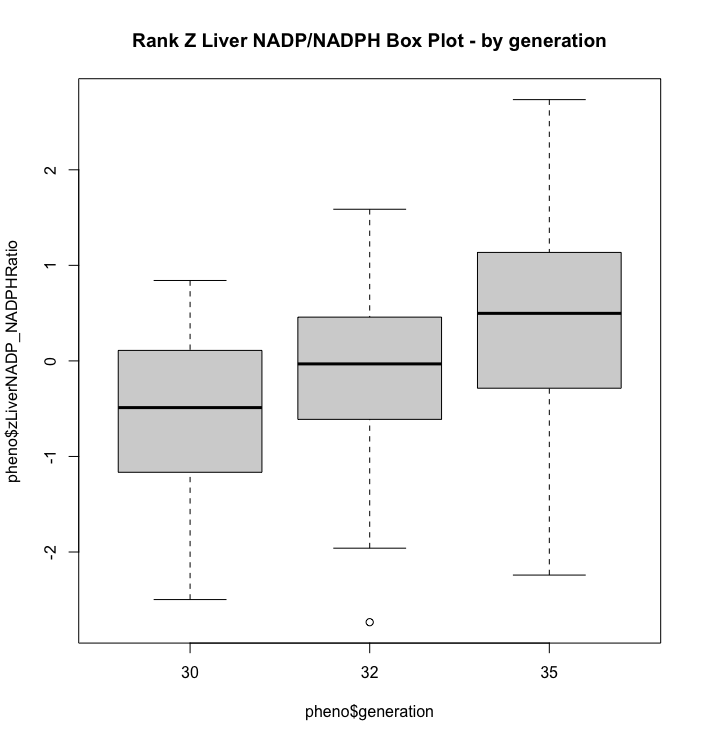 Rank Z Liver NADP/NADPH Box Plot - by generation
pheno$zLiverNADP_NADPHRatio
2
1
0
-1
-2
30 32 35
pheno$generation